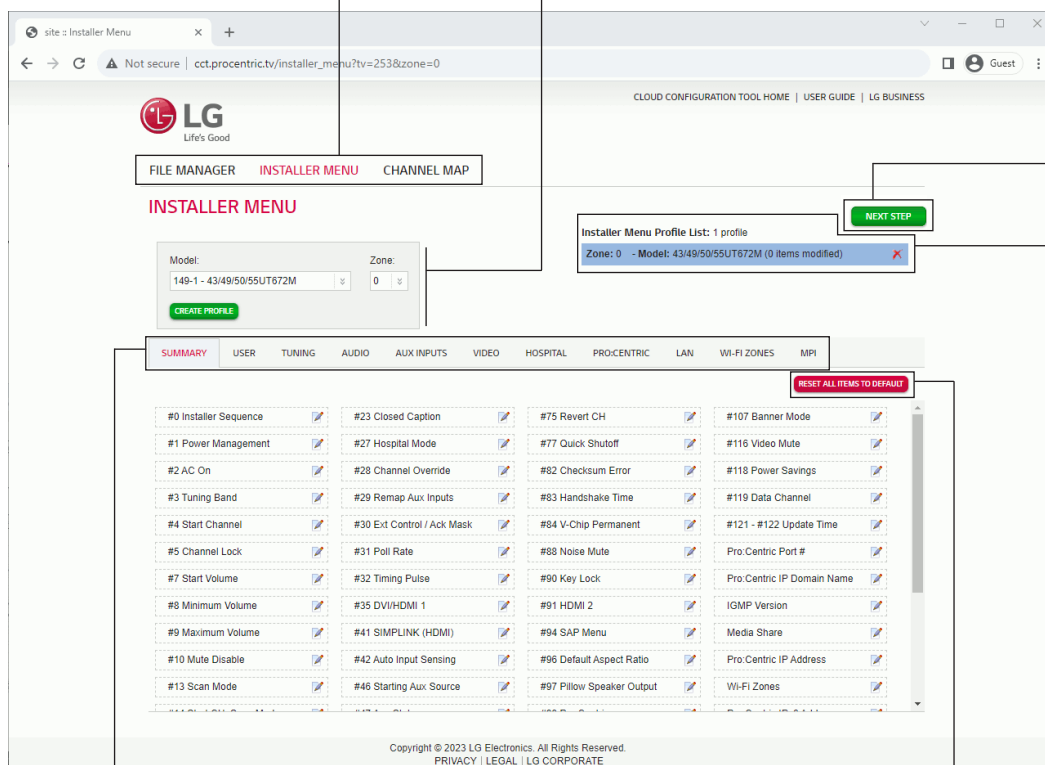 site :: Installer Menu
Not secure | cct.procentric.tv/installer_menu?tv=253&zone=0
Guest
CLOUD CONFIGURATION TOOL HOME | USER GUIDE | LG BUSINESS
LG
Life's Good
FILE MANAGER INSTALLER MENU CHANNEL MAP
INSTALLER MENU
NEXT STEP
Installer Menu Profile List: 1 profile
Zone: 0 - Model: 43/49/50/55UT672M (0 items modified)
Model: Zone:
149-1 - 43/49/50/55UT672M 0
CREATE PROFILE
SUMMARY USER TUNING AUDIO AUX INPUTS VIDEO HOSPITAL PRO:CENTRIC LAN WI-FI ZONES MPI
RESET ALL ITEMS TO DEFAULT
#0 Installer Sequence #23 Closed Caption #75 Revert CH #107 Banner Mode
#1 Power Management #27 Hospital Mode #77 Quick Shutoff #116 Video Mute
#2 AC On #28 Channel Override #82 Checksum Error #118 Power Savings
#3 Tuning Band #29 Remap Aux Inputs #83 Handshake Time #119 Data Channel
#4 Start Channel #30 Ext Control / Ack Mask #84 V-Chip Permanent #121 - #122 Update Time
#5 Channel Lock #31 Poll Rate #88 Noise Mute Pro:Centric Port #
#7 Start Volume #32 Timing Pulse #90 Key Lock Pro:Centric IP Domain Name
#8 Minimum Volume #35 DVI/HDMI 1 #91 HDMI 2 IGMP Version
#9 Maximum Volume #41 SIMPLINK (HDMI) #94 SAP Menu Media Share
#10 Mute Disable #42 Auto Input Sensing #96 Default Aspect Ratio Pro:Centric IP Address
#13 Scan Mode #46 Starting Aux Source #97 Pillow Speaker Output Wi-Fi Zones
Copyright © 2023 LG Electronics. All Rights Reserved.
PRIVACY | LEGAL | LG CORPORATE